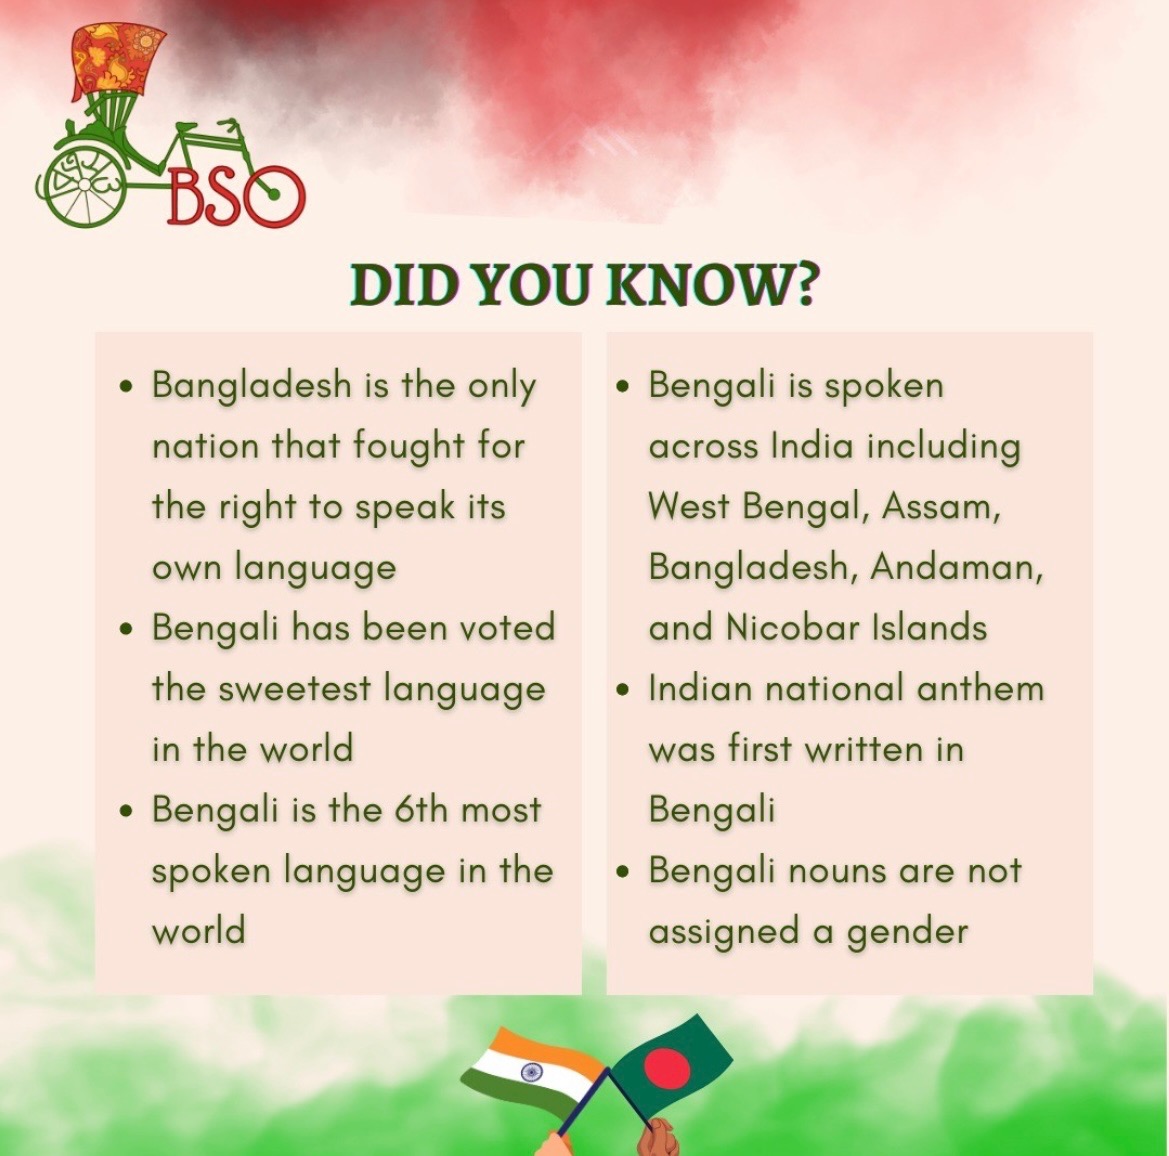 BSO
DID YOU KNOW?
• Bangladesh is the only
nation that fought for
the right to speak its
own language
• Bengali has been voted
the sweetest language
in the world
• Bengali is the 6th most
spoken language in the
world
• Bengali is spoken
across India including
West Bengal, Assam,
Bangladesh, Andaman,
and Nicobar Islands
• Indian national anthem
was first written in
Bengali
• Bengali nouns are not
assigned a gender